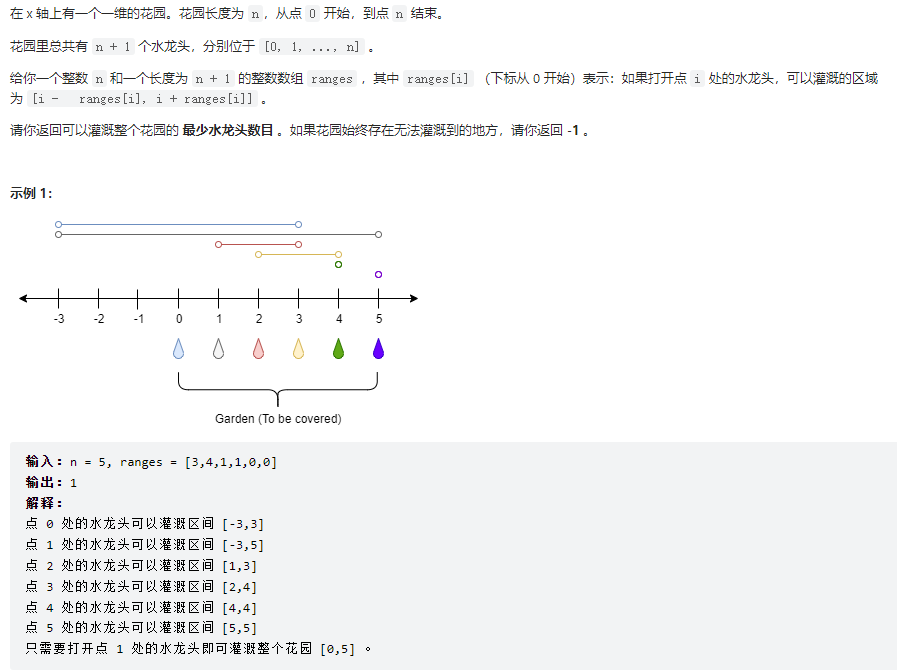 在 x 轴上有一个一维的花园。花园长度为 n，从点 0 开始，到点 n 结束。
花园里总共有 n + 1 个水龙头，分别位于 [0, 1, ..., n] 。
给你一个整数 n 和一个长度为 n + 1 的整数数组 ranges ，其中 ranges[i] （下标从 0 开始）表示：如果打开点 i 处的水龙头，可以灌溉的区域
为 [i - ranges[i], i + ranges[i]] 。
请你返回可以灌溉整个花园的 最少水龙头数目 。如果花园始终存在无法灌溉到的地方，请你返回 -1 。
示例 1：
-3 -2 -1 0 1 2 3 4 5
Garden (To be covered)
输入：n = 5, ranges = [3,4,1,1,0,0]
输出：1
解释：
点 0 处的水龙头可以灌溉区间 [-3,3]
点 1 处的水龙头可以灌溉区间 [-3,5]
点 2 处的水龙头可以灌溉区间 [1,3]
点 3 处的水龙头可以灌溉区间 [2,4]
点 4 处的水龙头可以灌溉区间 [4,4]
点 5 处的水龙头可以灌溉区间 [5,5]
只需要打开点 1 处的水龙头即可灌溉整个花园 [0,5] 。